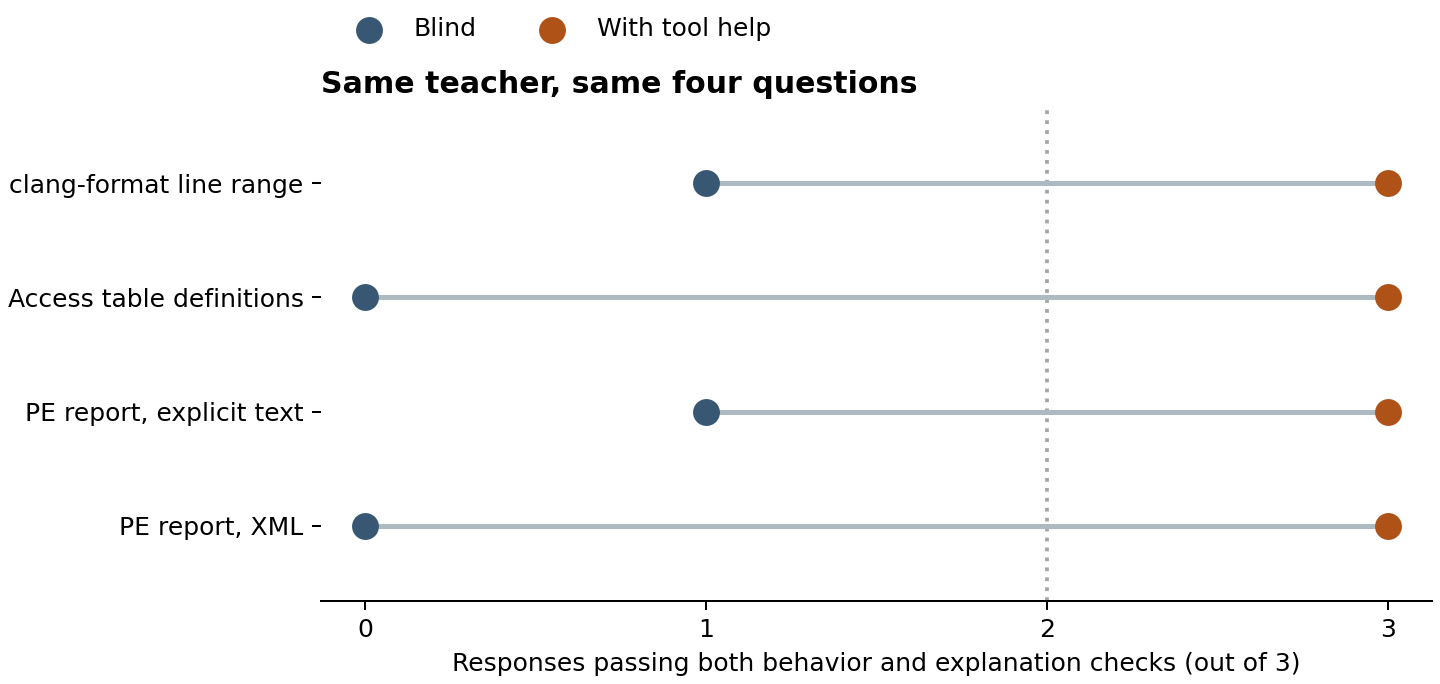 Blind With tool help
Same teacher, same four questions
clang-format line range
Access table definitions
PE report, explicit text
PE report, XML
0 1 2 3
Responses passing both behavior and explanation checks (out of 3)